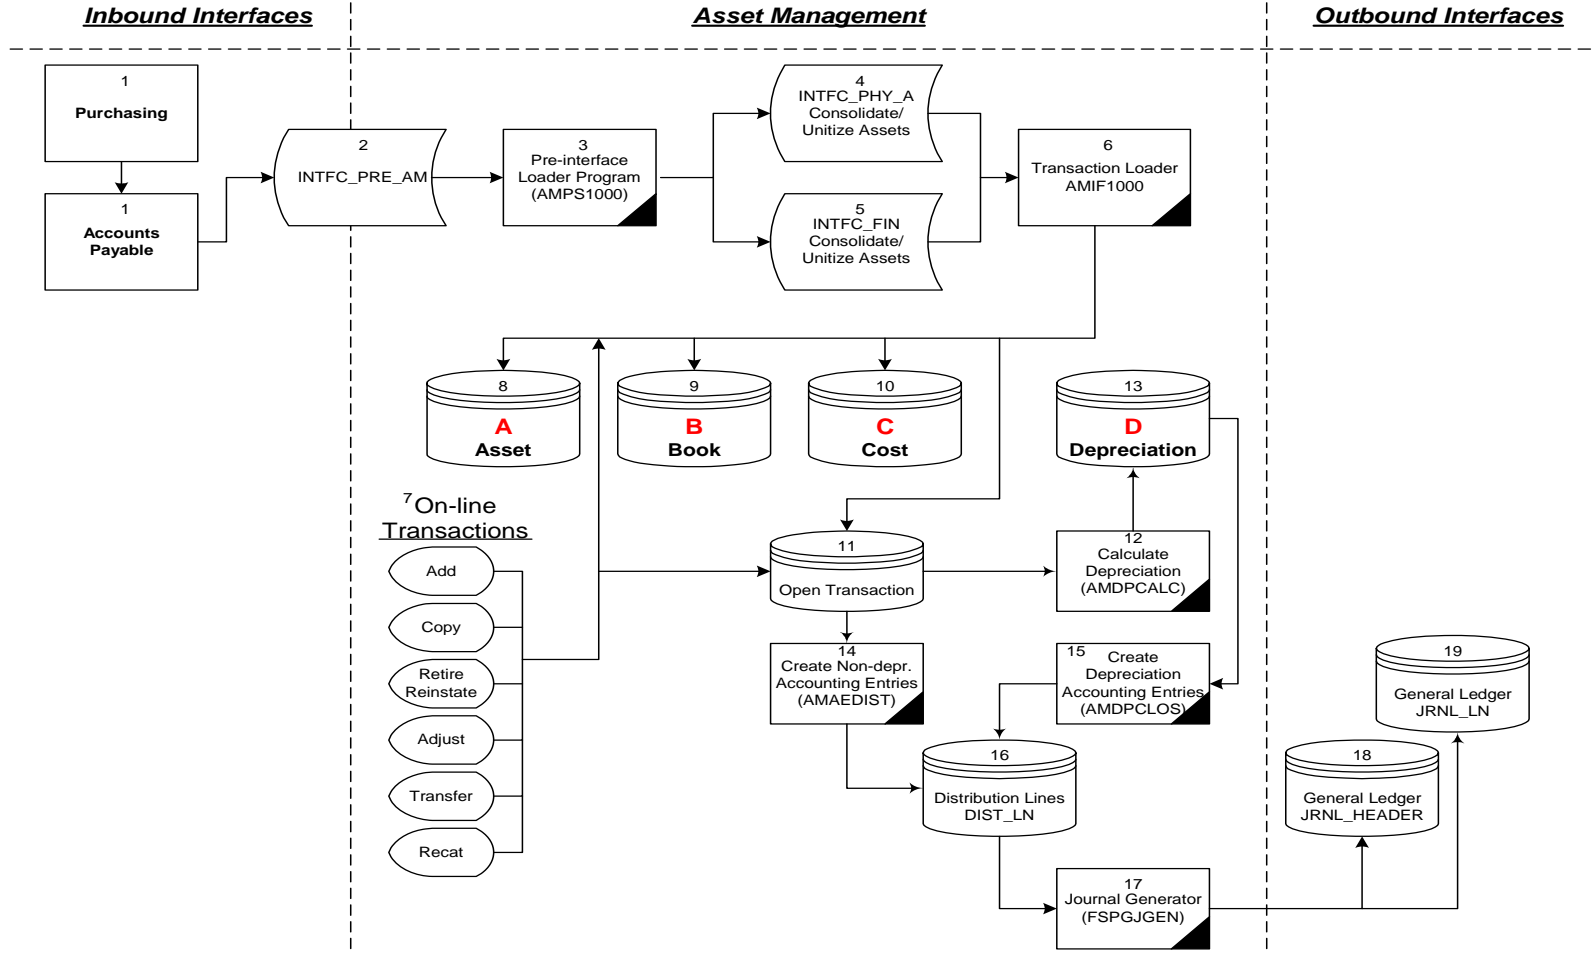 Inbound Interfaces
Asset Management
Outbound Interfaces
1
Purchasing
1
Accounts
Payable
2
INTFC_PRE_AM
3
Pre-interface
Loader Program
(AMPS1000)
4
INTFC_PHY_A
Consolidate/
Unitize Assets
5
INTFC_FIN
Consolidate/
Unitize Assets
6
Transaction Loader
AMIF1000
8
A
Asset
9
B
Book
10
C
Cost
13
D
Depreciation
7 On-line
Transactions
Add
Copy
Retire
Reinstate
Adjust
Transfer
Recat
11
Open Transaction
12
Calculate
Depreciation
(AMDPCALC)
14
Create Non-depr.
Accounting Entries
(AMAEDIST)
15 Create
Depreciation
Accounting Entries
(AMDPCLOS)
16
Distribution Lines
DIST_LN
17
Journal Generator
(FSPGJGEN)
18
General Ledger
JRNL_HEADER
19
General Ledger
JRNL_LN